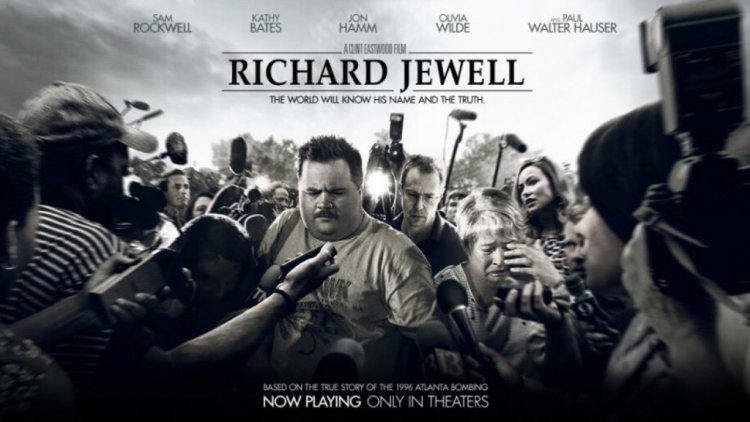 SAM ROCKWELL
KATHY BATES
JON HAMM
OLIVIA WILDE
AND PAUL WALTER HAUSER
A CLINT EASTWOOD FILM
RICHARD JEWELL
THE WORLD WILL KNOW HIS NAME AND THE TRUTH.
BASED ON THE TRUE STORY OF THE 1996 ATLANTA BOMBING
NOW PLAYING ONLY IN THEATERS